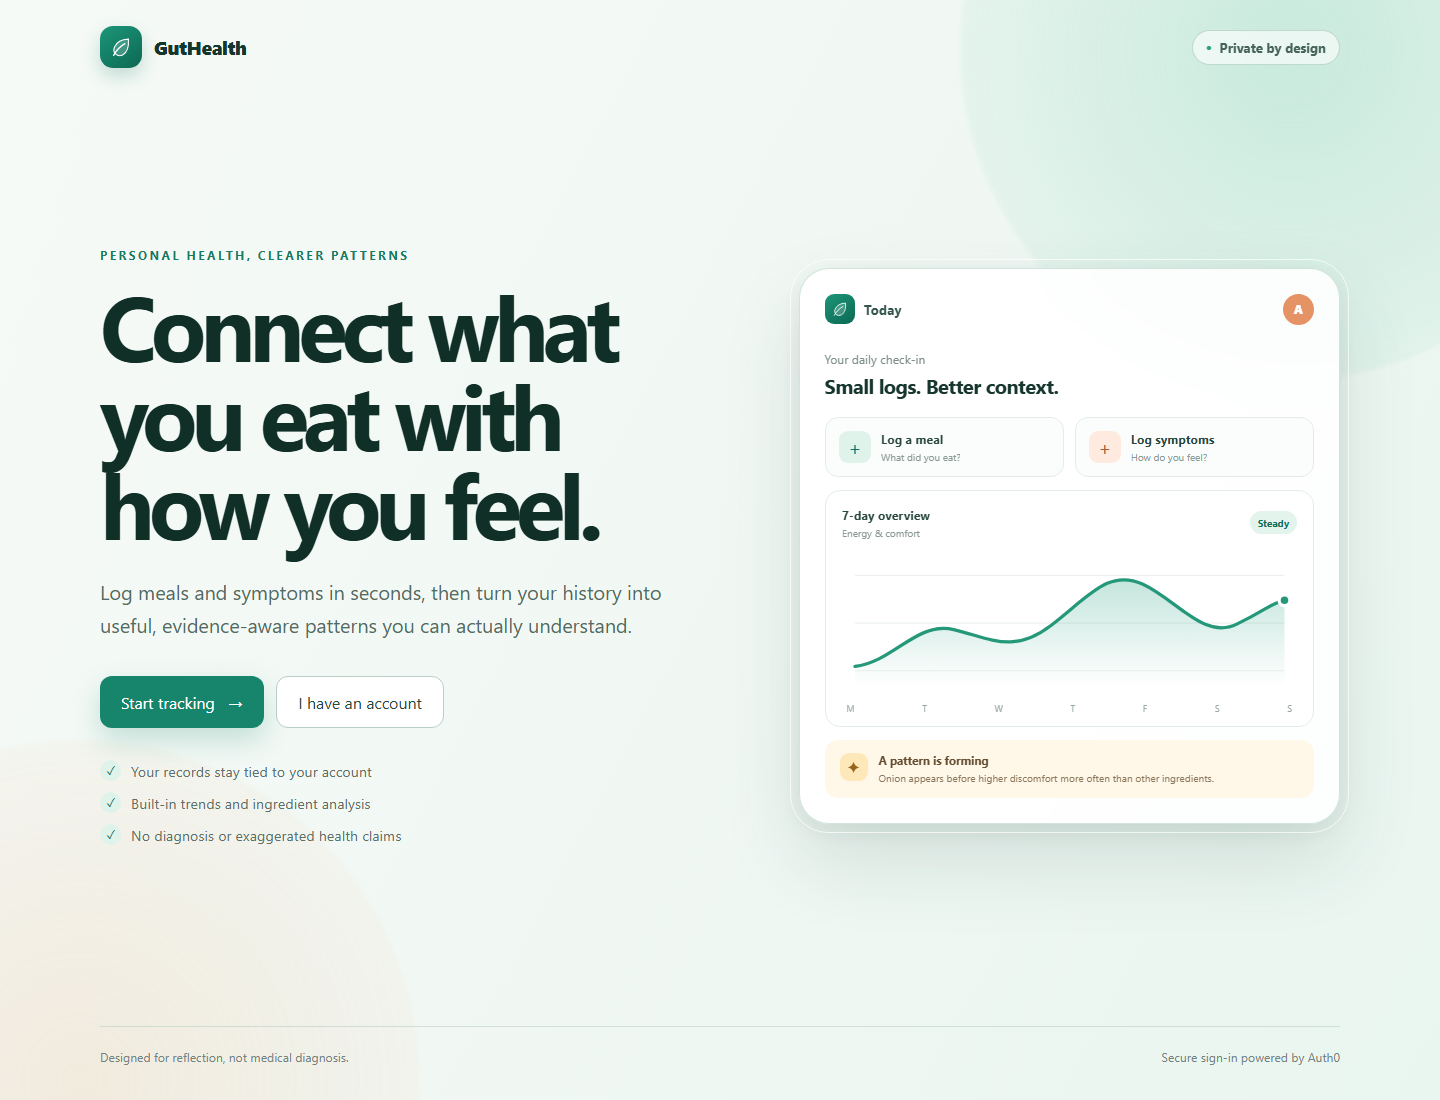 GutHealth
Private by design
PERSONAL HEALTH, CLEARER PATTERNS
Connect what
you eat with
how you feel.
Log meals and symptoms in seconds, then turn your history into
useful, evidence-aware patterns you can actually understand.
Start tracking →
I have an account
✓ Your records stay tied to your account
✓ Built-in trends and ingredient analysis
✓ No diagnosis or exaggerated health claims
Today
A
Your daily check-in
Small logs. Better context.
+ Log a meal
What did you eat?
+ Log symptoms
How do you feel?
7-day overview
Energy & comfort
Steady
M T W T F S S
A pattern is forming
Onion appears before higher discomfort more often than other ingredients.
Designed for reflection, not medical diagnosis.
Secure sign-in powered by Auth0